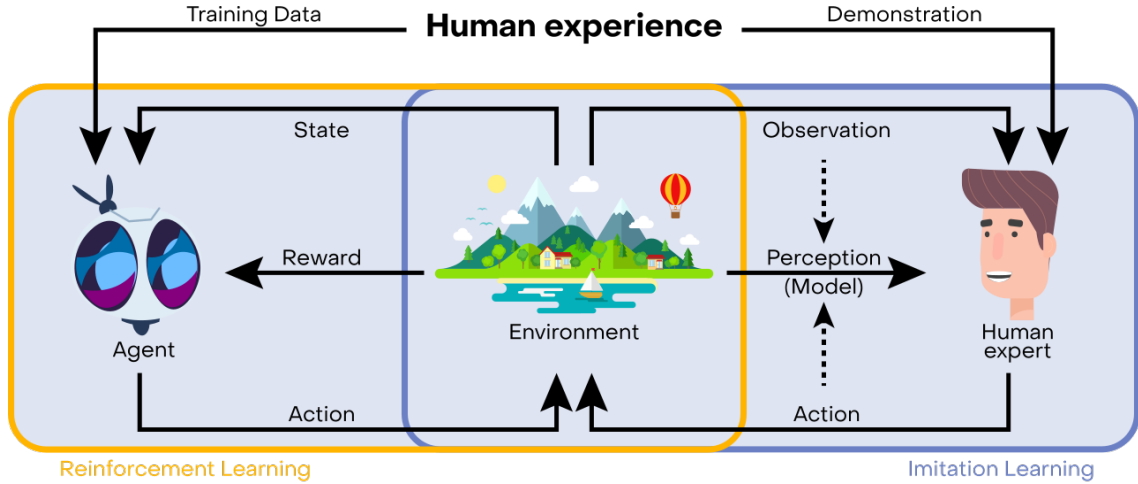 Training Data
Human experience
Demonstration
State
Observation
Reward
Perception
(Model)
Agent
Environment
Human
expert
Action
Action
Reinforcement Learning
Imitation Learning